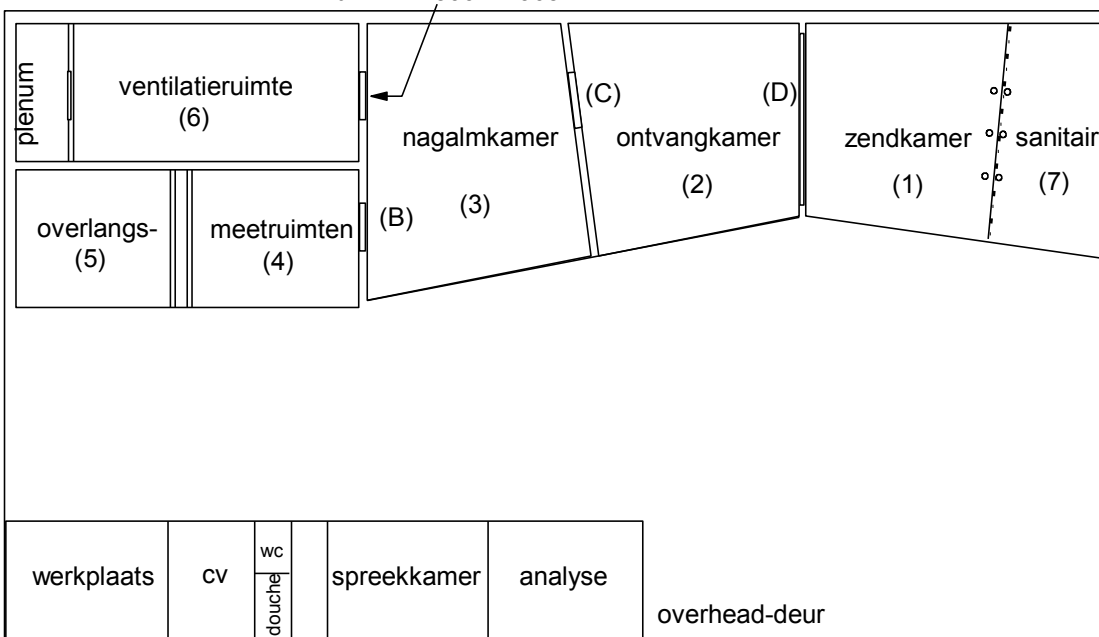 plenum
ventilatieruimte
(6)
nagalmkamer
(3)
(C)
ontvangkamer
(2)
(D)
zendkamer
(1)
sanitair
(7)
overlangs-
(5)
meetruimten
(4)
(B)
werkplaats
cv
wc
douche
spreekkamer
analyse
overhead-deur